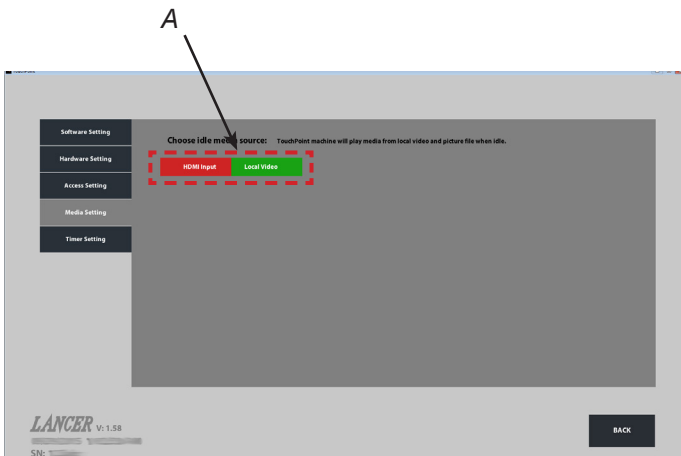 A
TouchPoint
Software Setting
Choose idle media source: TouchPoint machine will play media from local video and picture file when idle.
Hardware Setting
HDMI Input
Local Video
Access Setting
Media Setting
Timer Setting
LANCER V: 1.58
BACK
SN: